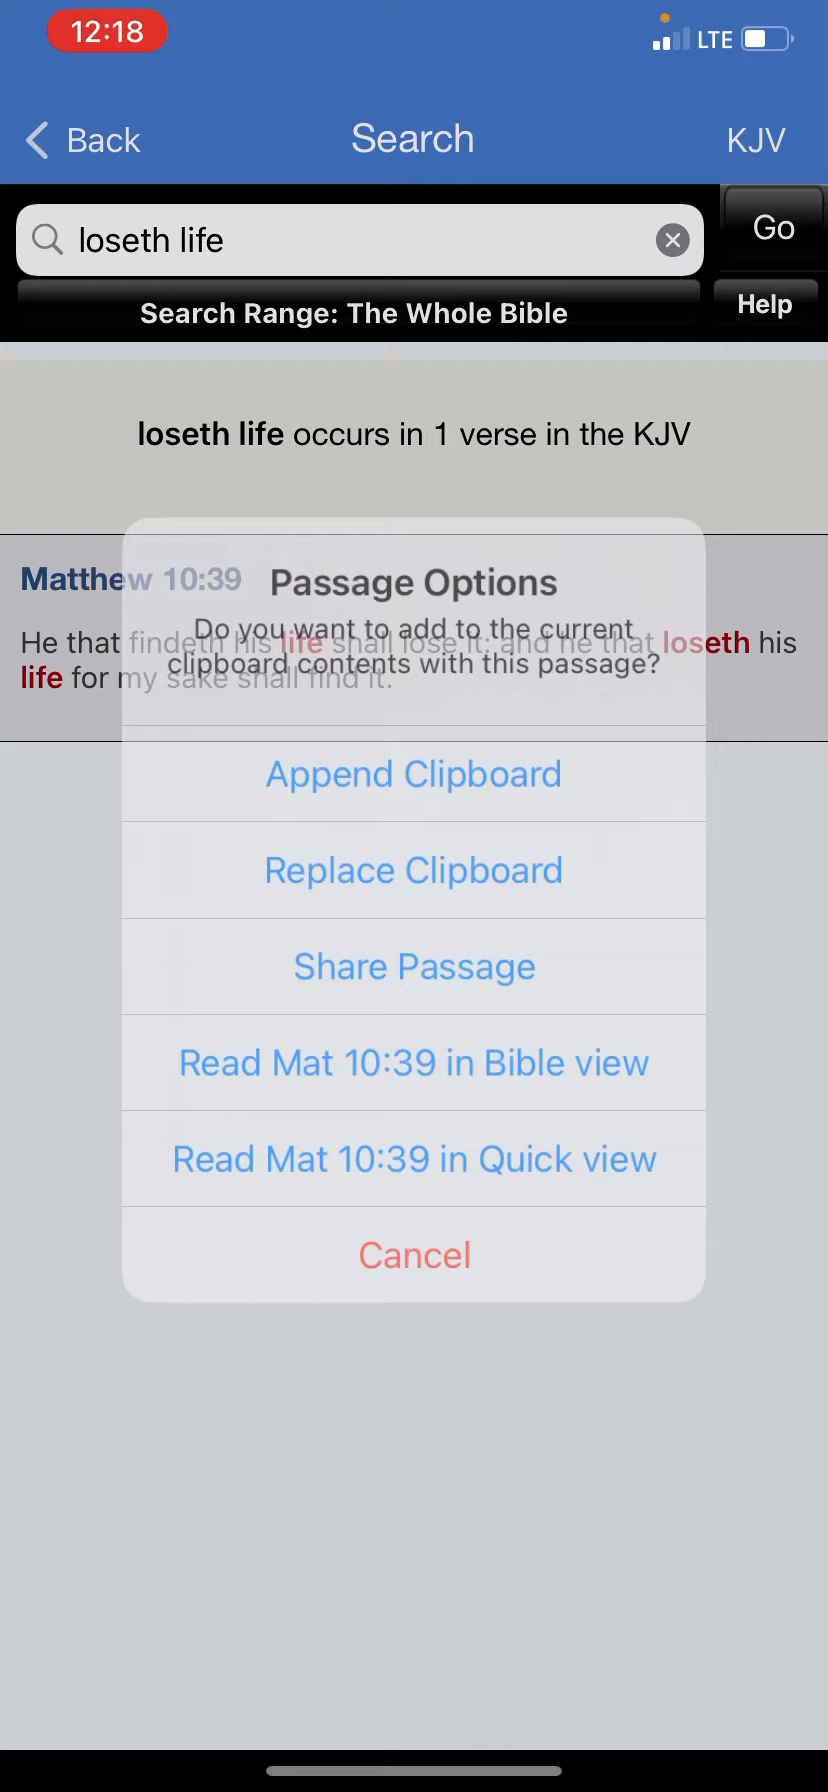 12:18
LTE
Back
Search
KJV
loseth life
Go
Search Range: The Whole Bible
Help
loseth life occurs in 1 verse in the KJV
Matthew 10:39
He that findeth his life shall lose it: and he that loseth his
life for my sake shall find it.
Passage Options
Do you want to add to the current
clipboard contents with this passage?
Append Clipboard
Replace Clipboard
Share Passage
Read Mat 10:39 in Bible view
Read Mat 10:39 in Quick view
Cancel